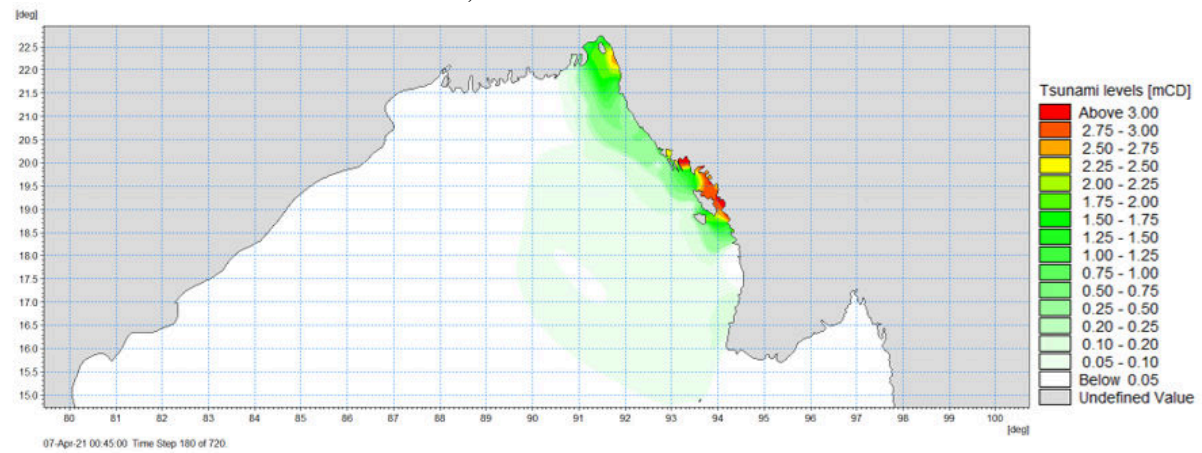 [deg]
22.5
22.0
21.5
21.0
20.5
20.0
19.5
19.0
18.5
18.0
17.5
17.0
16.5
16.0
15.5
15.0
80 81 82 83 84 85 86 87 88 89 90 91 92 93 94 95 96 97 98 99 100
[deg]
07-Apr-21 00:45:00 Time Step 180 of 720.
Tsunami levels [mCD]
Above 3.00
2.75 - 3.00
2.50 - 2.75
2.25 - 2.50
2.00 - 2.25
1.75 - 2.00
1.50 - 1.75
1.25 - 1.50
1.00 - 1.25
0.75 - 1.00
0.50 - 0.75
0.25 - 0.50
0.20 - 0.25
0.10 - 0.20
0.05 - 0.10
Below 0.05
Undefined Value